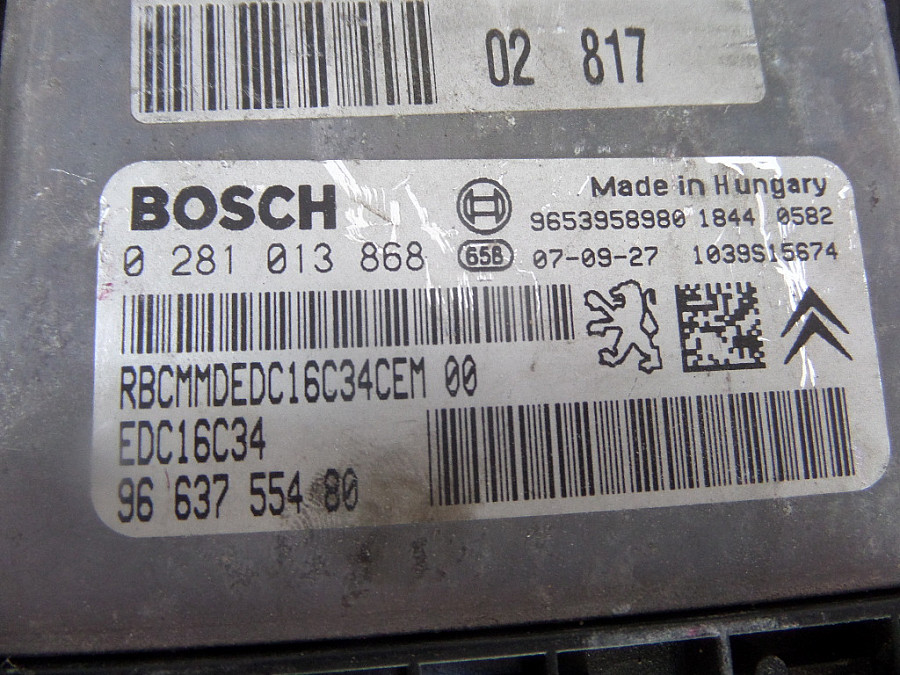 02 817
BOSCH
Made in Hungary
9653958980 1844 0582
0 281 013 868
658
07-09-27 1039S15674
RBCMMDEDC16C34CEM 00
EDC16C34
96 637 554 80